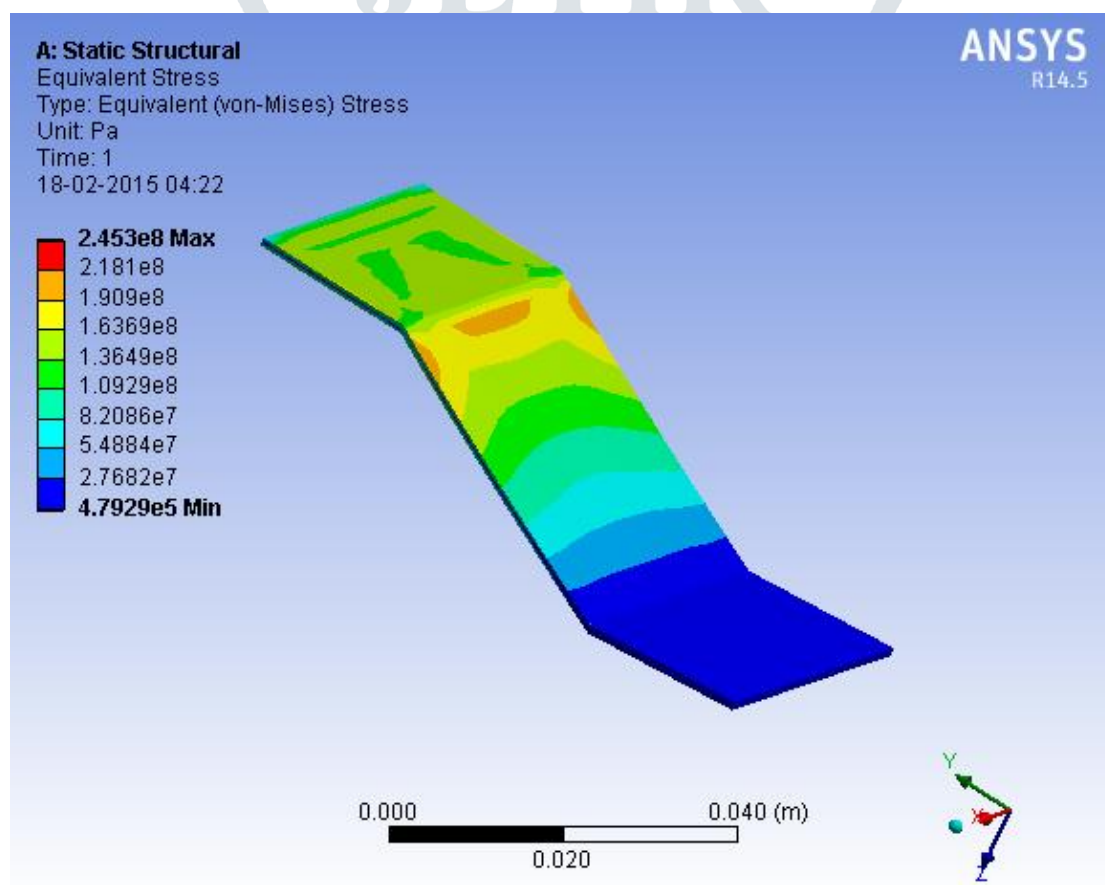 A: Static Structural
Equivalent Stress
Type: Equivalent (von-Mises) Stress
Unit: Pa
Time: 1
18-02-2015 04:22
ANSYS
R14.5
2.453e8 Max
2.181e8
1.909e8
1.6369e8
1.3649e8
1.0929e8
8.2086e7
5.4884e7
2.7682e7
4.7929e5 Min
0.000
0.040 (m)
0.020
Y
X
Z